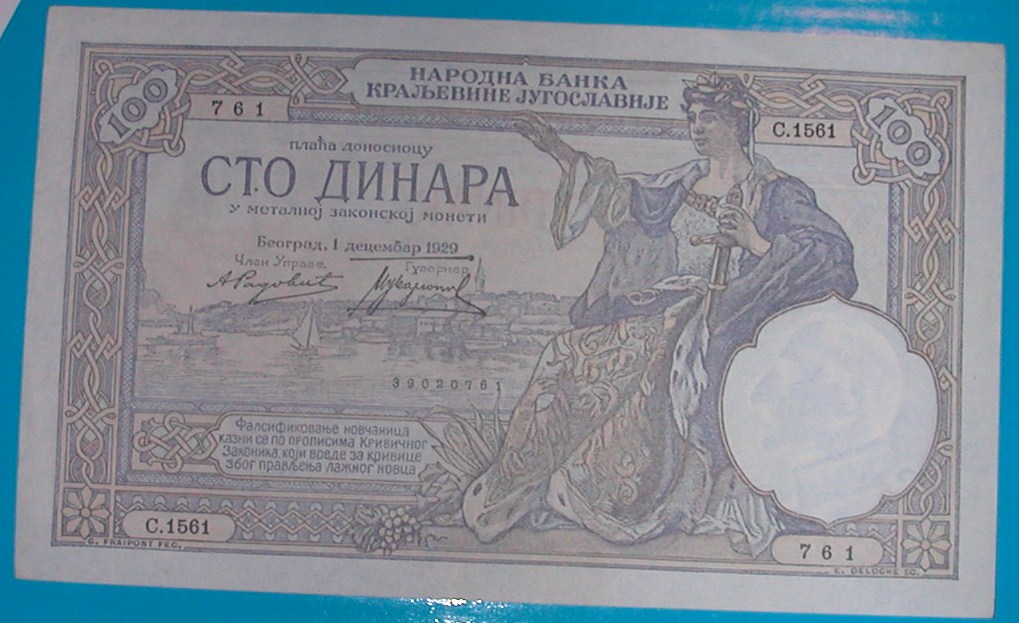 НАРОДНА БАНКА
КРАЉЕВИНЕ ЈУГОСЛАВИЈЕ
100
761
C.1561
100
плаћа доносиоцу
СТО ДИНАРА
У металној законској монети
Београд, 1 децембар 1929
Члан Управе,
Гувернер
А Радовић
39020761
Фалсификовање новчаница
казни се по прописима Кривичног
Законика, који вреде за кривице
због прављења лажног новца
C.1561
761
G. FRAIPONT FEC.
E. DELOCHE SC.